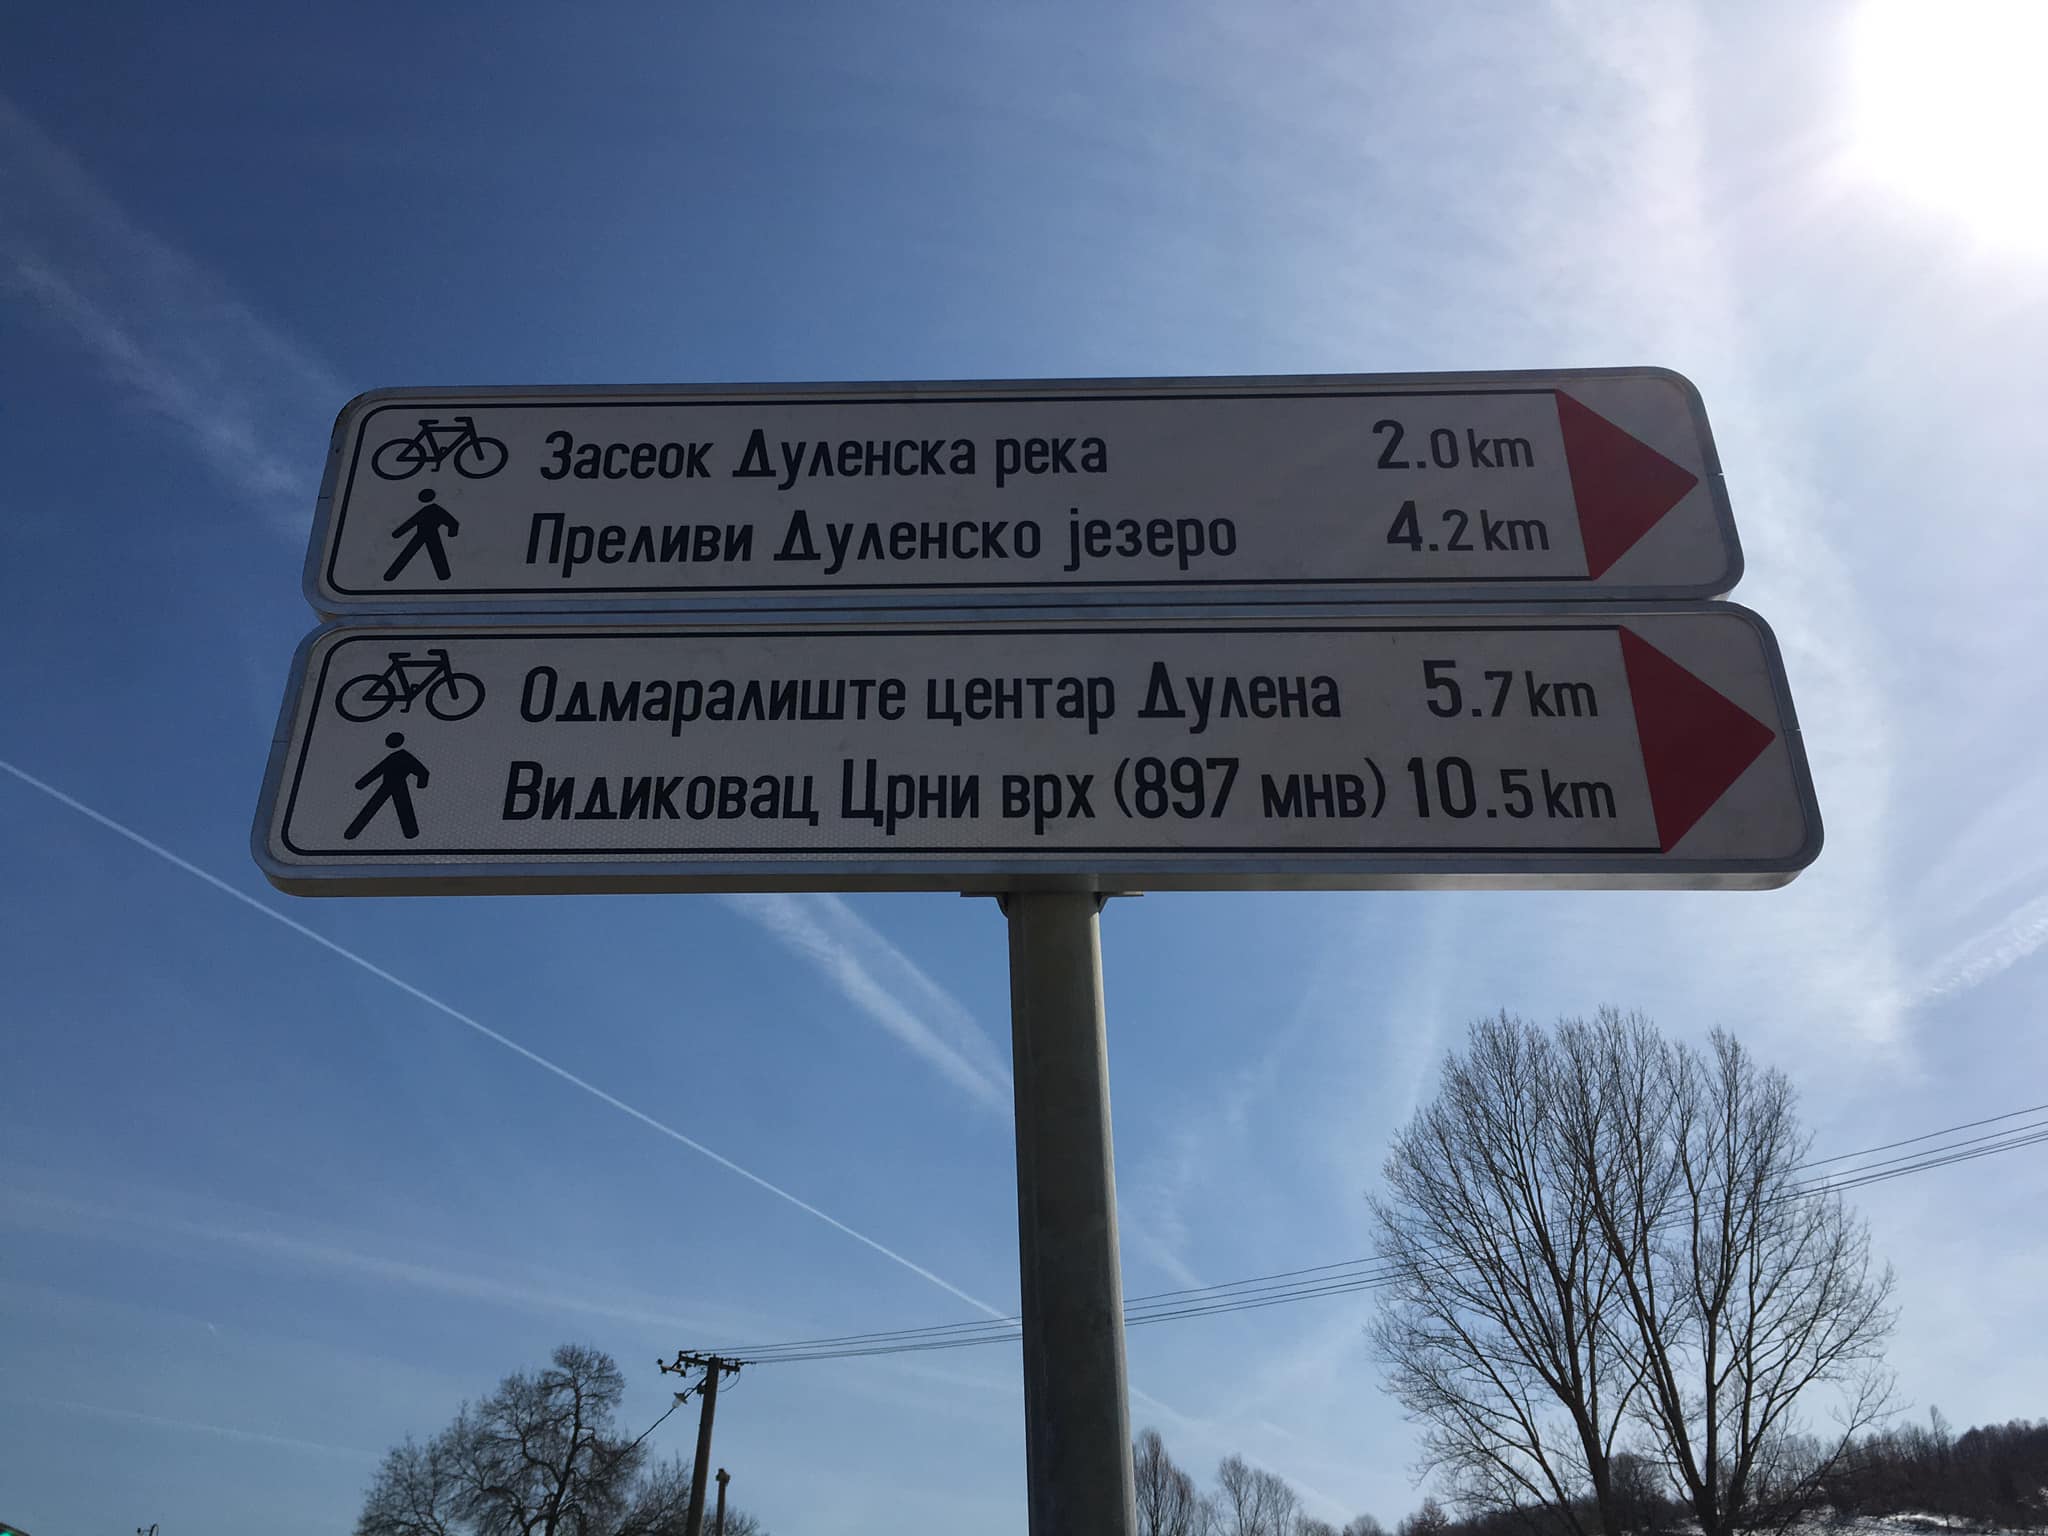 Засеок Дуленска река 2.0 km
Преливи Дуленско језеро 4.2 km
Одмаралиште центар Дулена 5.7 km
Видиковац Црни врх (897 мнв) 10.5 km